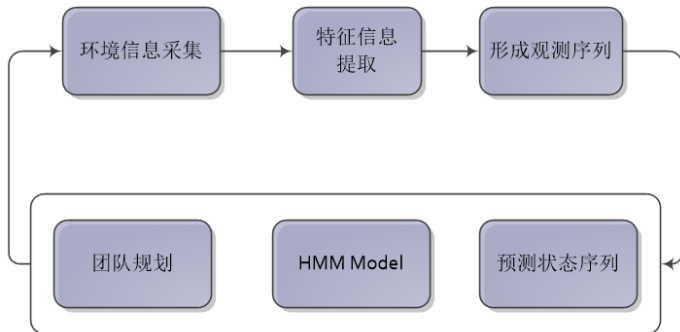 环境信息采集
特征信息
提取
形成观测序列
团队规划
HMM Model
预测状态序列